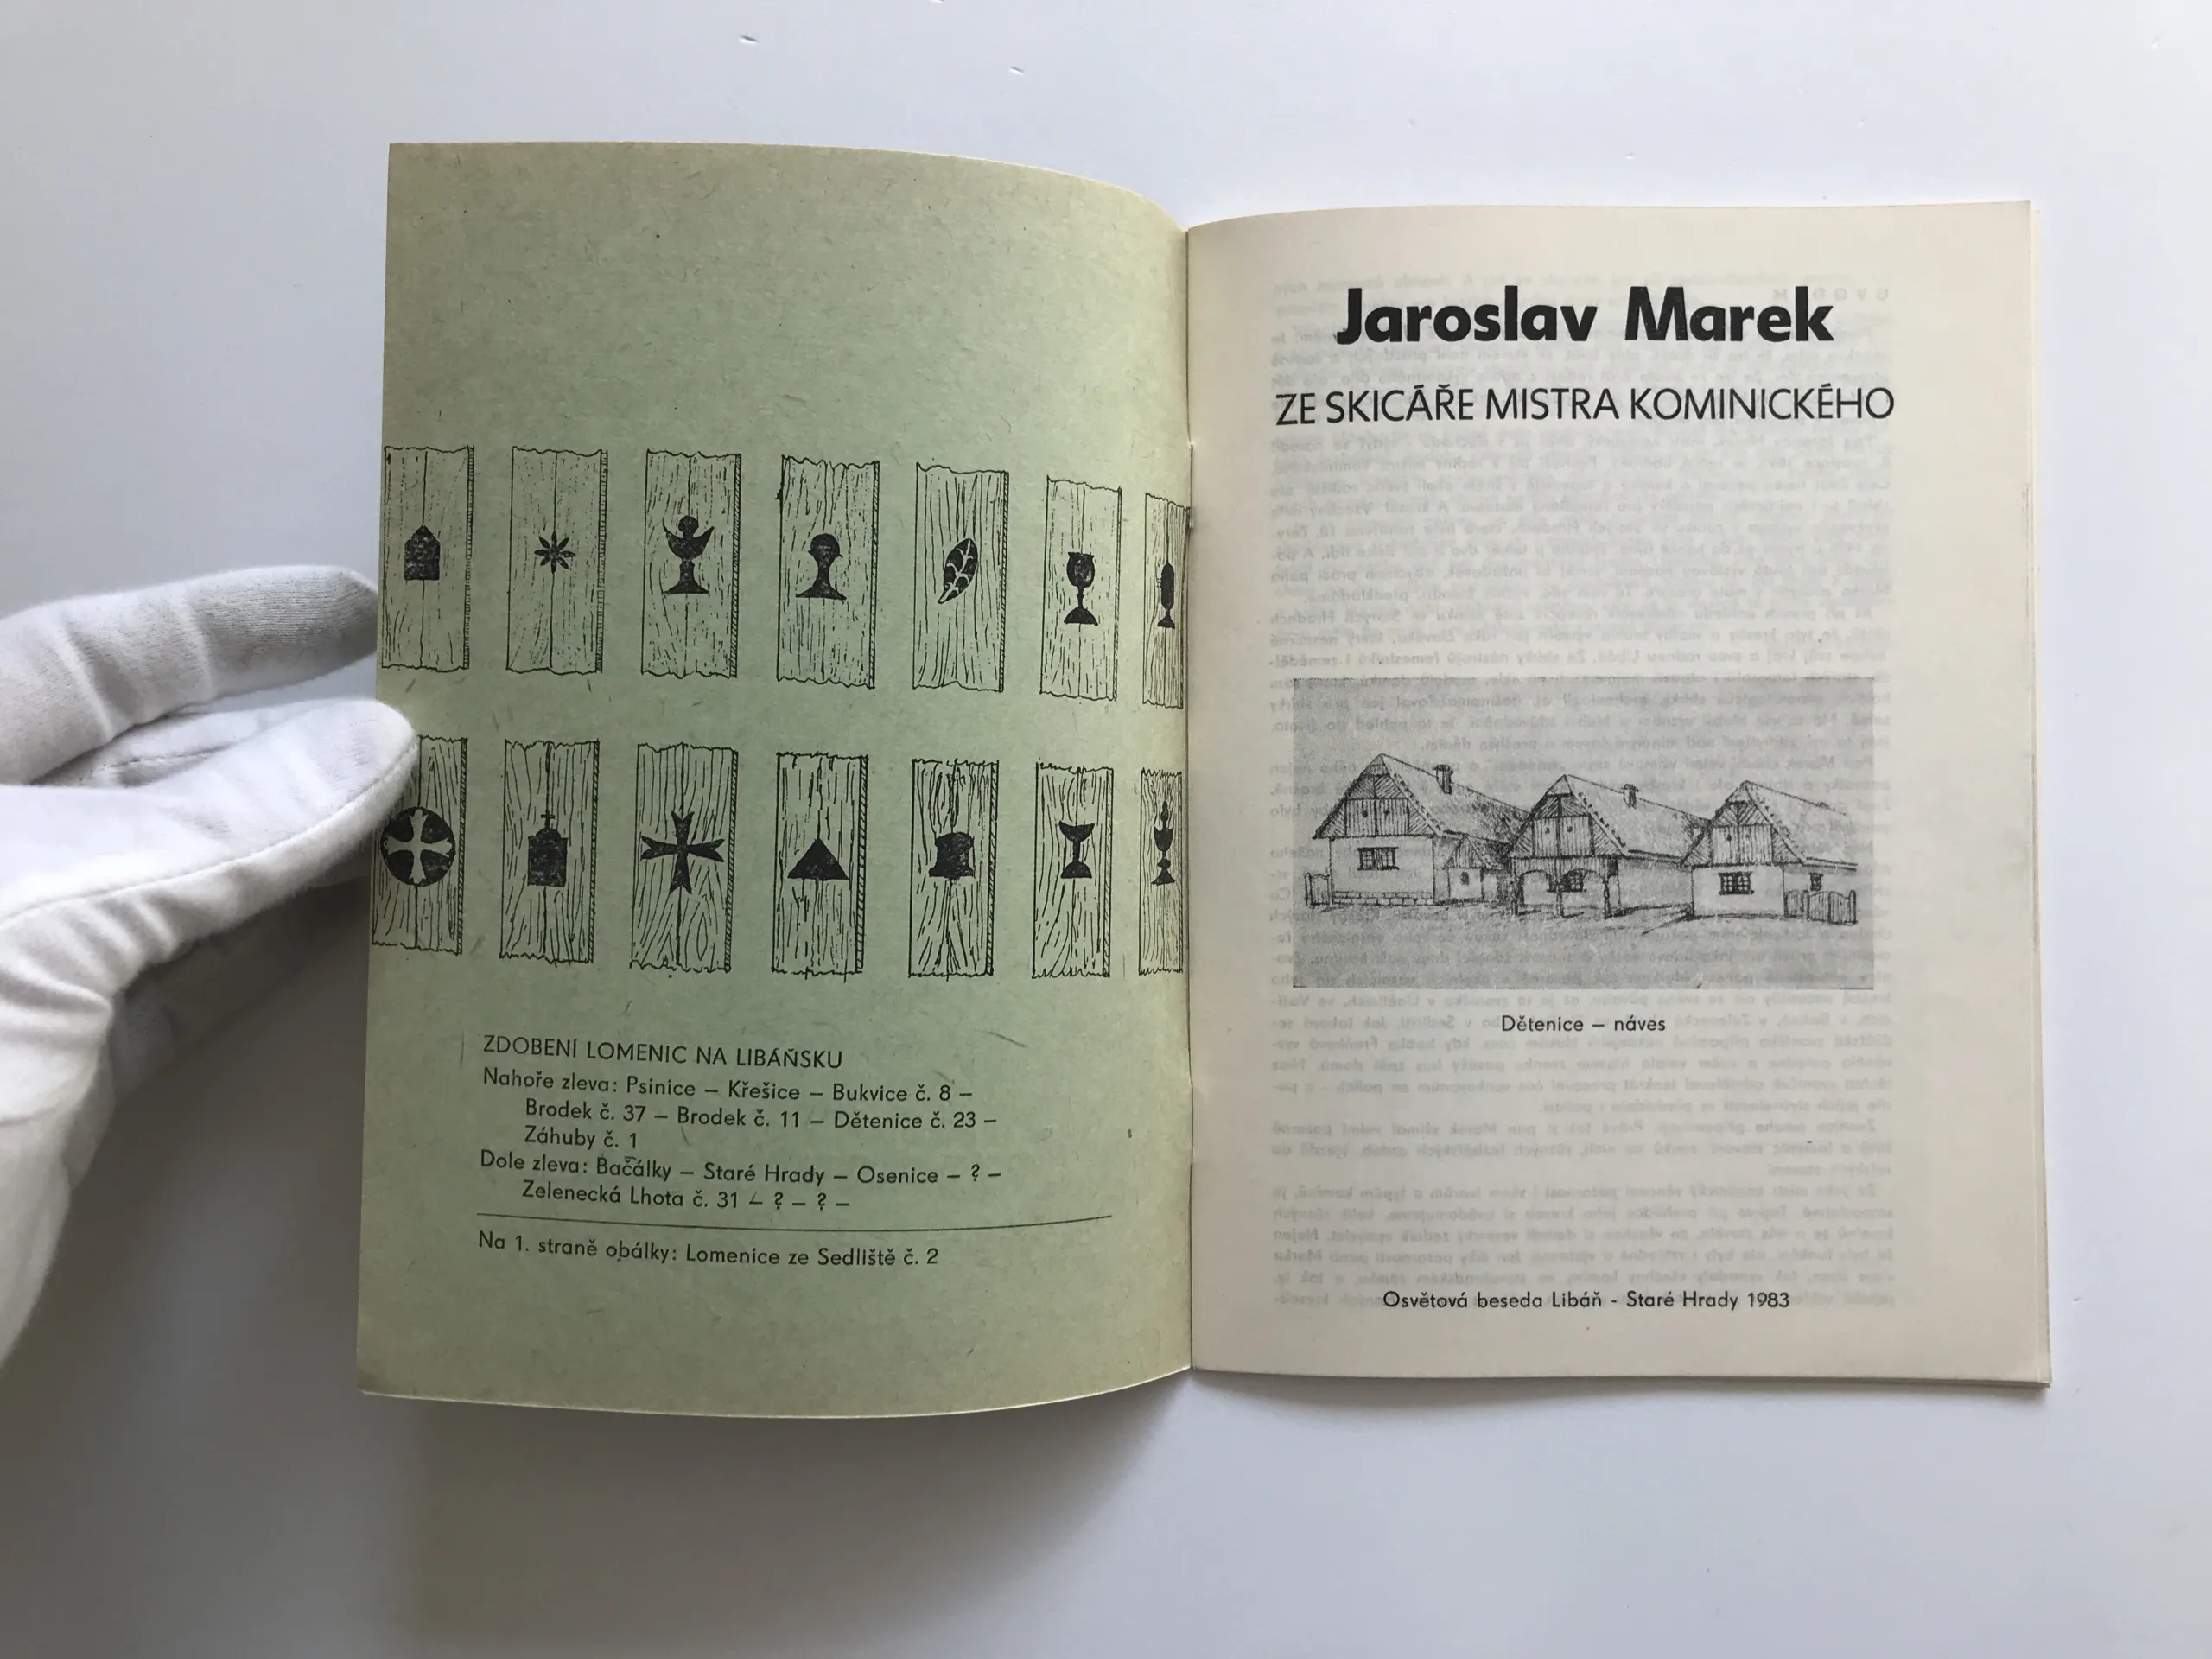 ZDOBENÍ LOMENIC NA LIBÁŇSKU
Nahoře zleva: Psinice – Křešice – Bukvice č. 8 –
Brodek č. 37 – Brodek č. 11 – Dětenice č. 23 –
Záhuby č. 1
Dole zleva: Bačálky – Staré Hrady – Osenice – ? –
Zelenecká Lhota č. 31 – ? – ? –
Na 1. straně obálky: Lomenice ze Sedliště č. 2
Jaroslav Marek
ZE SKICÁŘE MISTRA KOMINICKÉHO
Dětenice – náves
Osvětová beseda Libáň - Staré Hrady 1983